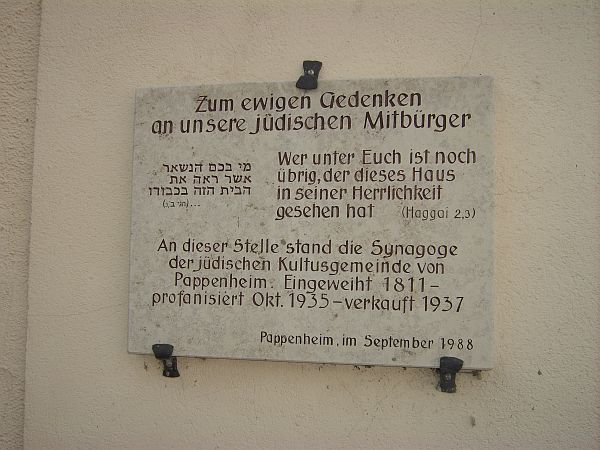 Zum ewigen Gedenken
an unsere jüdischen Mitbürger
מי בכם הנשאר
אשר ראה את
הבית הזה בכבודו
...(חגי ב,ג)
Wer unter Euch ist noch
übrig, der dieses Haus
in seiner Herrlichkeit
gesehen hat (Haggai 2,3)
An dieser Stelle stand die Synagoge
der jüdischen Kultusgemeinde von
Pappenheim. Eingeweiht 1811–
profanisiert Okt. 1935–verkauft 1937
Pappenheim, im September 1988